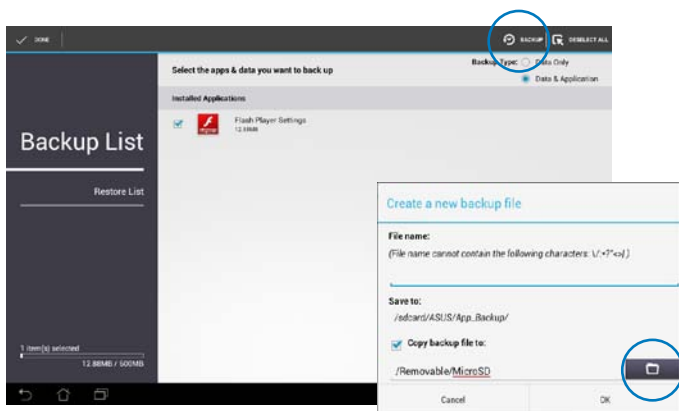 DONE
BACKUP
DESELECT ALL
Select the apps & data you want to back up
Backup Type:
Data Only
Data & Application
Installed Applications
Flash Player Settings
12.88MB
Backup List
Restore List
1 item(s) selected
12.88MB / 500MB
Create a new backup file
File name:
(File name cannot contain the following characters: \/:*?"<>|.)
Save to:
/sdcard/ASUS/App_Backup/
Copy backup file to:
/Removable/MicroSD
Cancel
OK